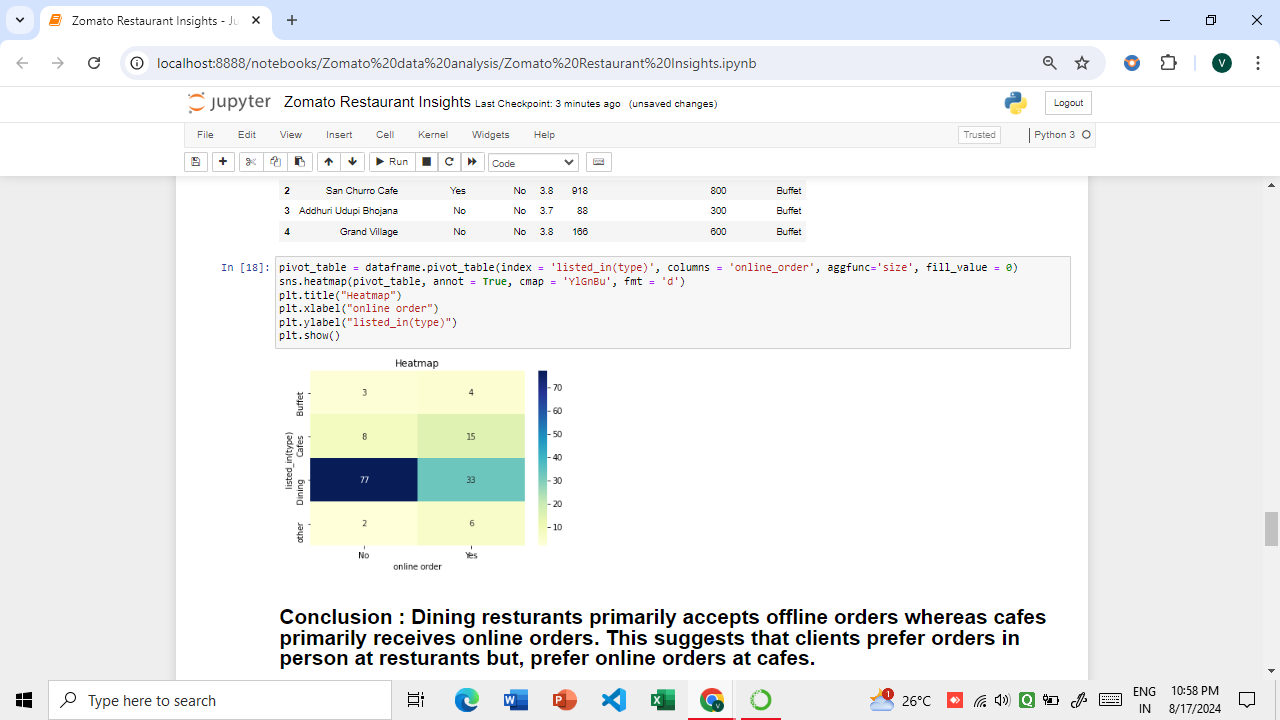 Zomato Restaurant Insights - Ju
localhost:8888/notebooks/Zomato%20data%20analysis/Zomato%20Restaurant%20Insights.ipynb
V
jupyter Zomato Restaurant Insights Last Checkpoint: 3 minutes ago (unsaved changes)
Logout
File Edit View Insert Cell Kernel Widgets Help
Trusted
Python 3
Run
Code
2 San Churro Cafe Yes No 3.8 918 800 Buffet
3 Addhuri Udupi Bhojana No No 3.7 88 300 Buffet
4 Grand Village No No 3.8 166 600 Buffet
In [18]:
pivot_table = dataframe.pivot_table(index = 'listed_in(type)', columns = 'online_order', aggfunc='size', fill_value = 0)
sns.heatmap(pivot_table, annot = True, cmap = 'YlGnBu', fmt = 'd')
plt.title("Heatmap")
plt.xlabel("online order")
plt.ylabel("listed_in(type)")
plt.show()
Heatmap
listed_in(type)
Buffet 3 4
Cafes 8 15
Dining 77 33
other 2 6
No Yes
online order
70
60
50
40
30
20
10
Conclusion : Dining resturants primarily accepts offline orders whereas cafes
primarily receives online orders. This suggests that clients prefer orders in
person at resturants but, prefer online orders at cafes.
Type here to search
1
26°C
ENG
IN
10:58 PM
8/17/2024